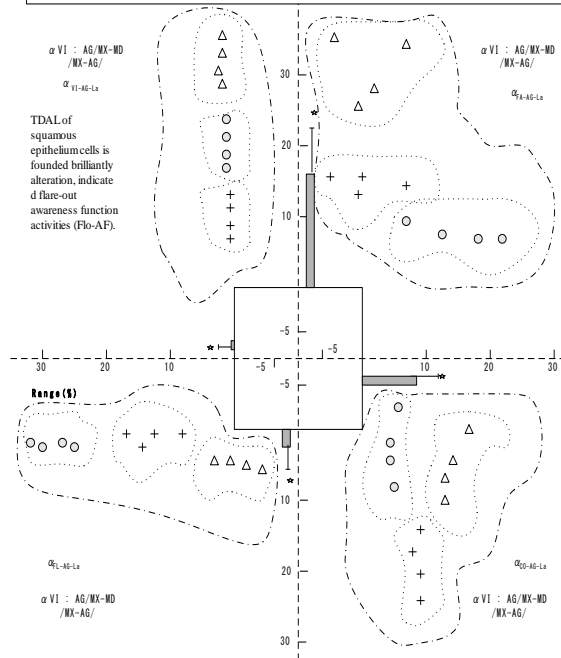 α VI : AG/MX-MD
/MX-AG/
α VI-AG-La
TDAL of
squamous
epithelium cells is
founded brilliantly
alteration, indicate
d flare-out
awareness function
activities (Flo-AF).
α VI : AG/MX-MD
/MX-AG/
αFA-AG-La
30
20
10
-5
-5
-5
-5
30
20
10
10
30
Range(%)
10
20
30
αFL-AG-La
α VI : AG/MX-MD
/MX-AG/
αCO-AG-La
α VI : AG/MX-MD
/MX-AG/